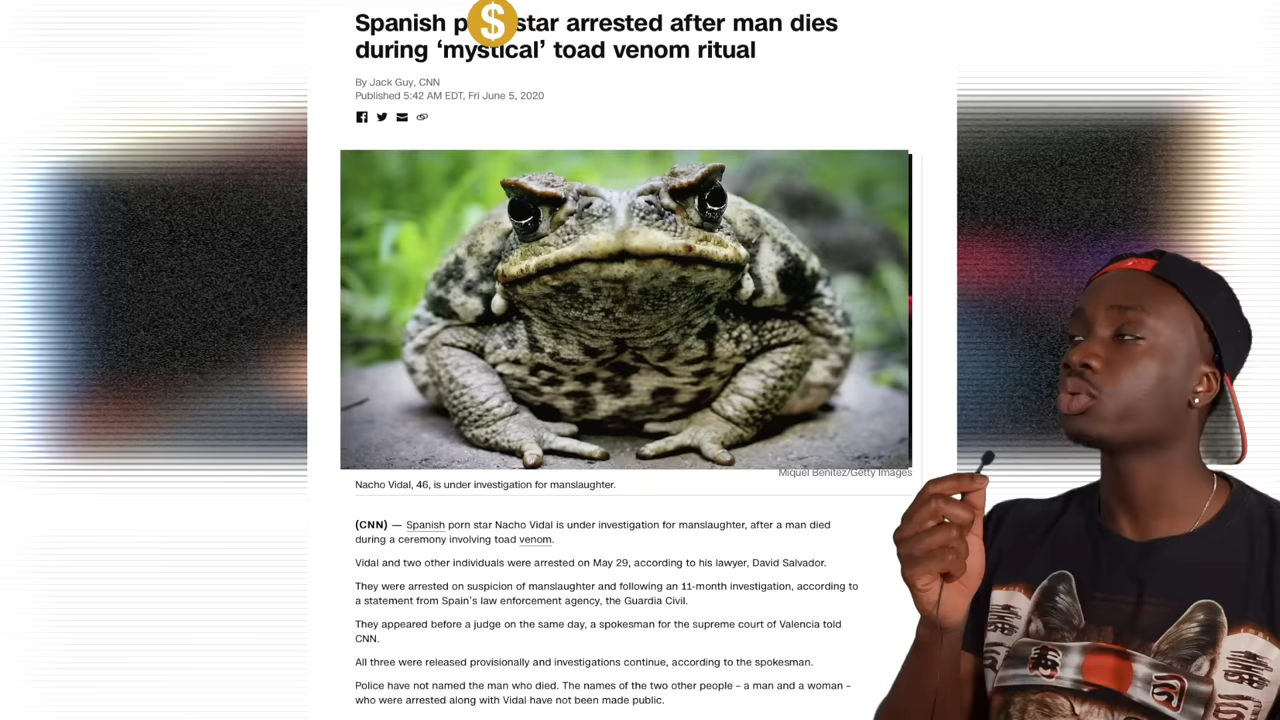 Spanish p$star arrested after man dies
during ‘mystical’ toad venom ritual
By Jack Guy, CNN
Published 5:42 AM EDT, Fri June 5, 2020
Miquel Benitez/Getty Images
Nacho Vidal, 46, is under investigation for manslaughter.
(CNN) — Spanish porn star Nacho Vidal is under investigation for manslaughter, after a man died
during a ceremony involving toad venom.
Vidal and two other individuals were arrested on May 29, according to his lawyer, David Salvador.
They were arrested on suspicion of manslaughter and following an 11-month investigation, according to
a statement from Spain’s law enforcement agency, the Guardia Civil.
They appeared before a judge on the same day, a spokesman for the supreme court of Valencia told
CNN.
All three were released provisionally and investigations continue, according to the spokesman.
Police have not named the man who died. The names of the two other people – a man and a woman –
who were arrested along with Vidal have not been made public.